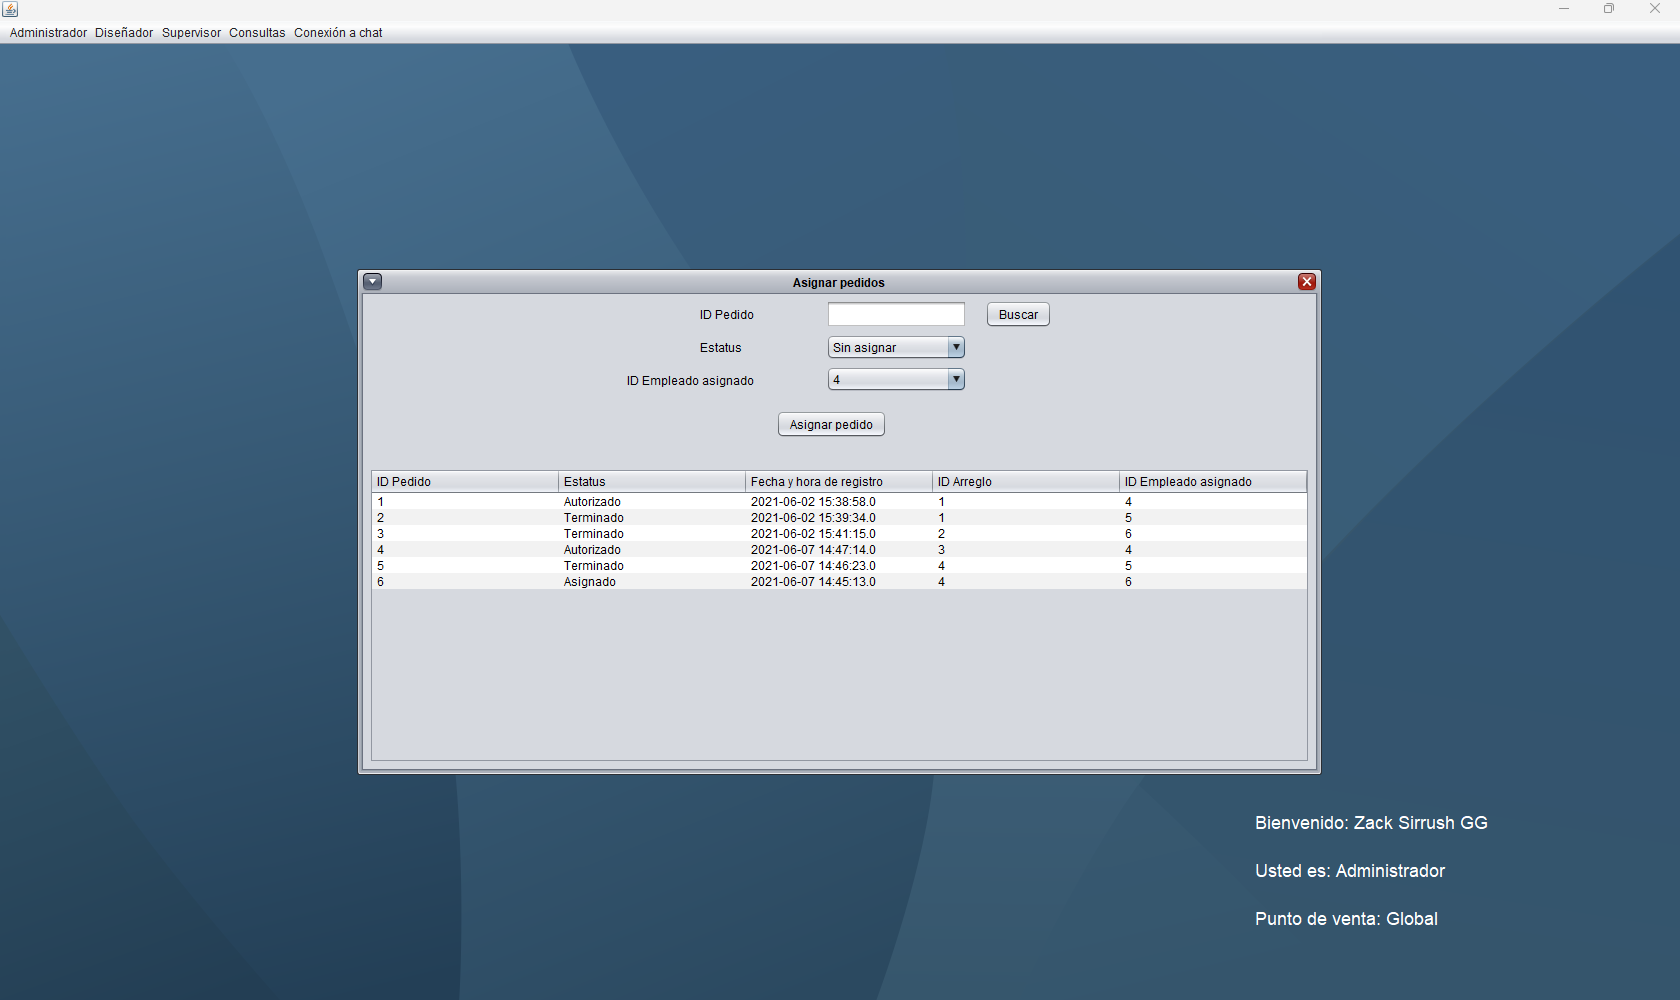 Administrador Diseñador Supervisor Consultas Conexión a chat
Asignar pedidos
ID Pedido Buscar
Estatus Sin asignar
ID Empleado asignado 4
Asignar pedido
ID Pedido Estatus Fecha y hora de registro ID Arreglo ID Empleado asignado
1 Autorizado 2021-06-02 15:38:58.0 1 4
2 Terminado 2021-06-02 15:39:34.0 1 5
3 Terminado 2021-06-02 15:41:15.0 2 6
4 Autorizado 2021-06-07 14:47:14.0 3 4
5 Terminado 2021-06-07 14:46:23.0 4 5
6 Asignado 2021-06-07 14:45:13.0 4 6
Bienvenido: Zack Sirrush GG
Usted es: Administrador
Punto de venta: Global